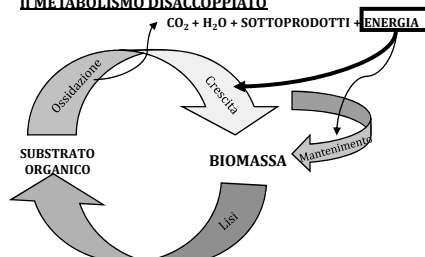 Il METABOLISMO DISACCOPPIATO
CO₂ + H₂O + SOTTOPRODOTTI + ENERGIA
Ossidazione
Crescita
Mantenimento
SUBSTRATO
ORGANICO
BIOMASSA
Lisi